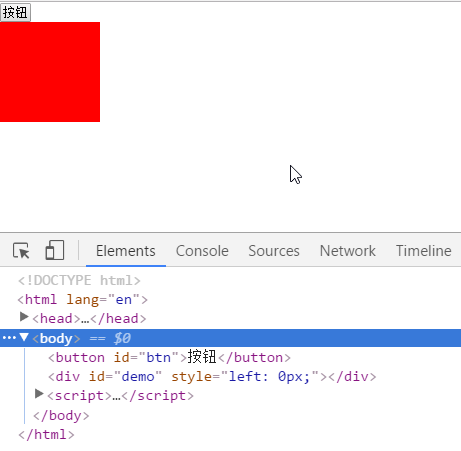 按钮
Elements Console Sources Network Timeline
<!DOCTYPE html>
<html lang="en">
<head>…</head>
<body> == $0
<button id="btn">按钮</button>
<div id="demo" style="left: 0px;"></div>
<script>…</script>
</body>
</html>